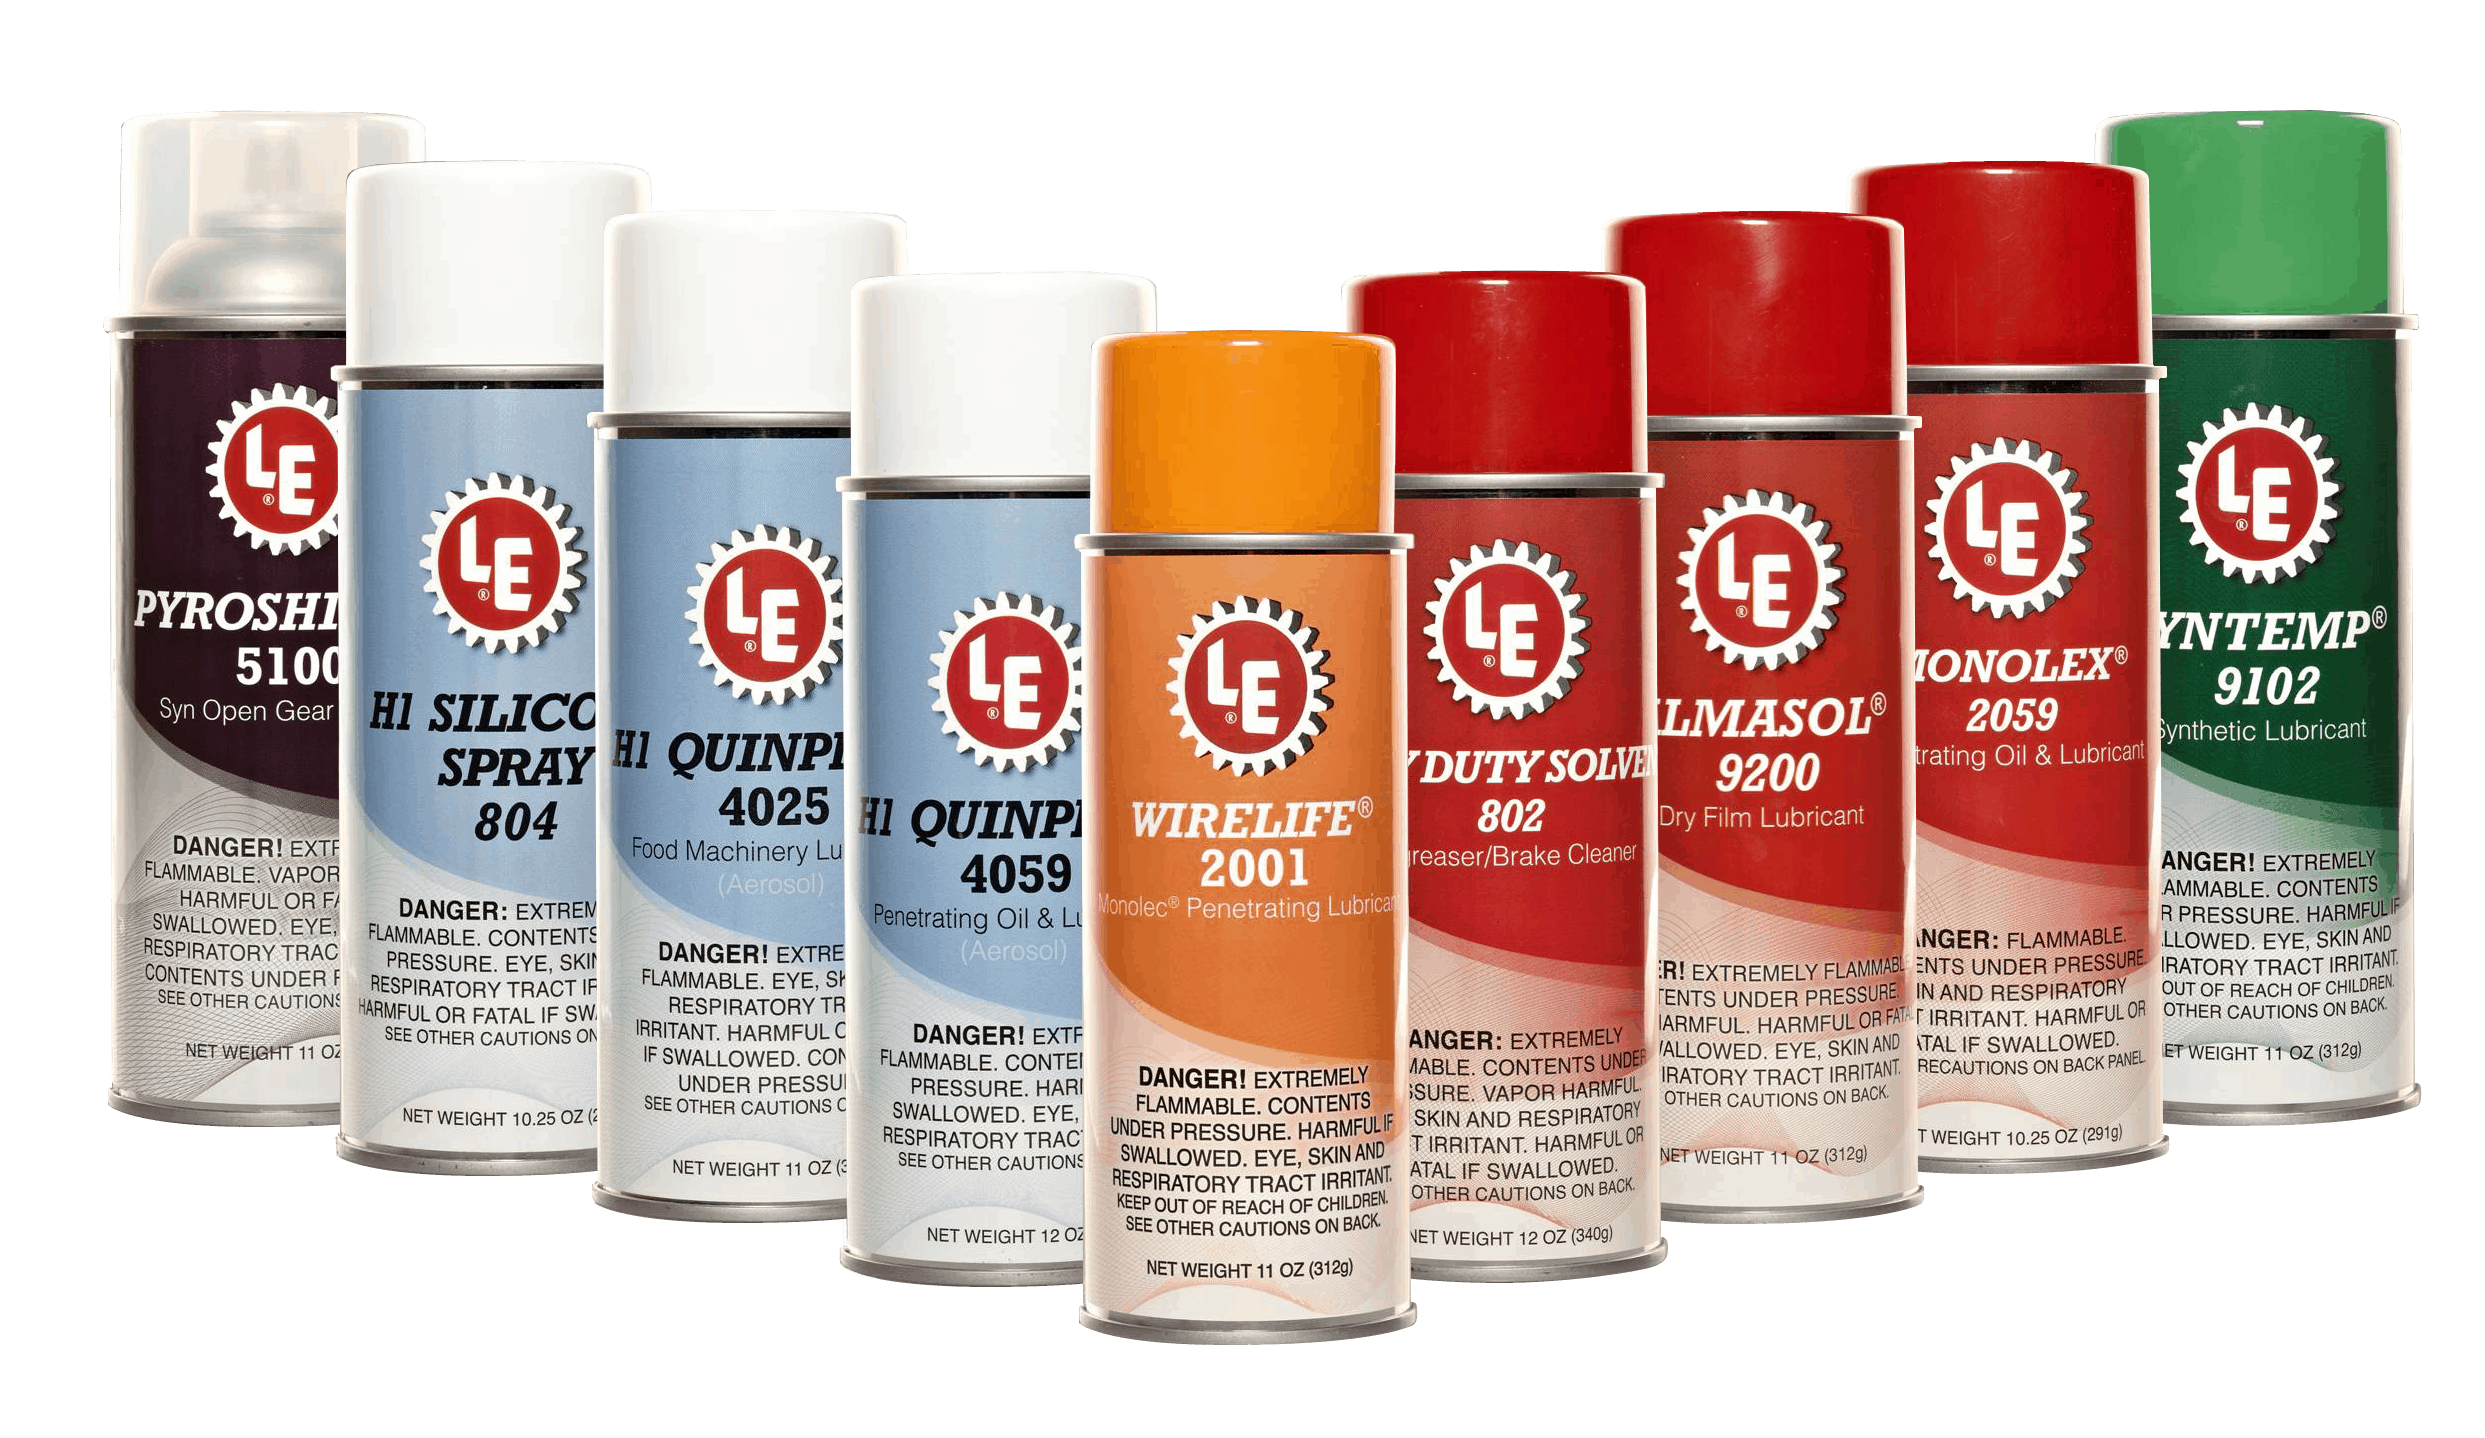 LE®
PYROSHI
5100
Syn Open Gear
DANGER! EXTR
FLAMMABLE. VAPOR
HARMFUL OR FA
SWALLOWED. EYE,
RESPIRATORY TRAC
CONTENTS UNDER P
SEE OTHER CAUTIONS
NET WEIGHT 11 OZ
LE®
H1 SILICO
SPRAY
804
DANGER: EXTREM
FLAMMABLE. CONTENTS
PRESSURE. EYE, SKIN
RESPIRATORY TRACT IR
HARMFUL OR FATAL IF SW
SEE OTHER CAUTIONS ON
NET WEIGHT 10.25 OZ (2
LE®
H1 QUINPL
4025
Food Machinery Lu
(Aerosol)
DANGER! EXTRE
FLAMMABLE. EYE, SK
RESPIRATORY TR
IRRITANT. HARMFUL O
IF SWALLOWED. CON
UNDER PRESSU
SEE OTHER CAUTIONS O
NET WEIGHT 11 OZ (3
LE®
H1 QUINPL
4059
Penetrating Oil & Lu
(Aerosol)
DANGER! EXTR
FLAMMABLE. CONTEN
PRESSURE. HAR
SWALLOWED. EYE,
RESPIRATORY TRAC
SEE OTHER CAUTIONS
NET WEIGHT 12 OZ
LE®
WIRELIFE®
2001
Monolec® Penetrating Lubricant
DANGER! EXTREMELY
FLAMMABLE. CONTENTS
UNDER PRESSURE. HARMFUL IF
SWALLOWED. EYE, SKIN AND
RESPIRATORY TRACT IRRITANT.
KEEP OUT OF REACH OF CHILDREN.
SEE OTHER CAUTIONS ON BACK.
NET WEIGHT 11 OZ (312g)
LE®
Y DUTY SOLVEN
802
greaser/Brake Cleaner
ANGER: EXTREMELY
MABLE. CONTENTS UNDER
SSURE. VAPOR HARMFUL.
SKIN AND RESPIRATORY
T IRRITANT. HARMFUL OR
ATAL IF SWALLOWED.
OTHER CAUTIONS ON BACK.
NET WEIGHT 12 OZ (340g)
LE®
LMASOL®
9200
Dry Film Lubricant
ER! EXTREMELY FLAMMABLE.
TENTS UNDER PRESSURE.
HARMFUL. HARMFUL OR FATAL
WALLOWED. EYE, SKIN AND
IRATORY TRACT IRRITANT.
OTHER CAUTIONS ON BACK.
NET WEIGHT 11 OZ (312g)
LE®
MONOLEX®
2059
trating Oil & Lubricant
ANGER: FLAMMABLE.
ENTS UNDER PRESSURE.
IN AND RESPIRATORY
T IRRITANT. HARMFUL OR
ATAL IF SWALLOWED.
RECAUTIONS ON BACK PANEL.
T WEIGHT 10.25 OZ (291g)
LE®
YNTEMP®
9102
Synthetic Lubricant
ANGER! EXTREMELY
AMMABLE. CONTENTS
R PRESSURE. HARMFUL IF
LLOWED. EYE, SKIN AND
IRATORY TRACT IRRITANT.
OUT OF REACH OF CHILDREN.
OTHER CAUTIONS ON BACK.
ET WEIGHT 11 OZ (312g)